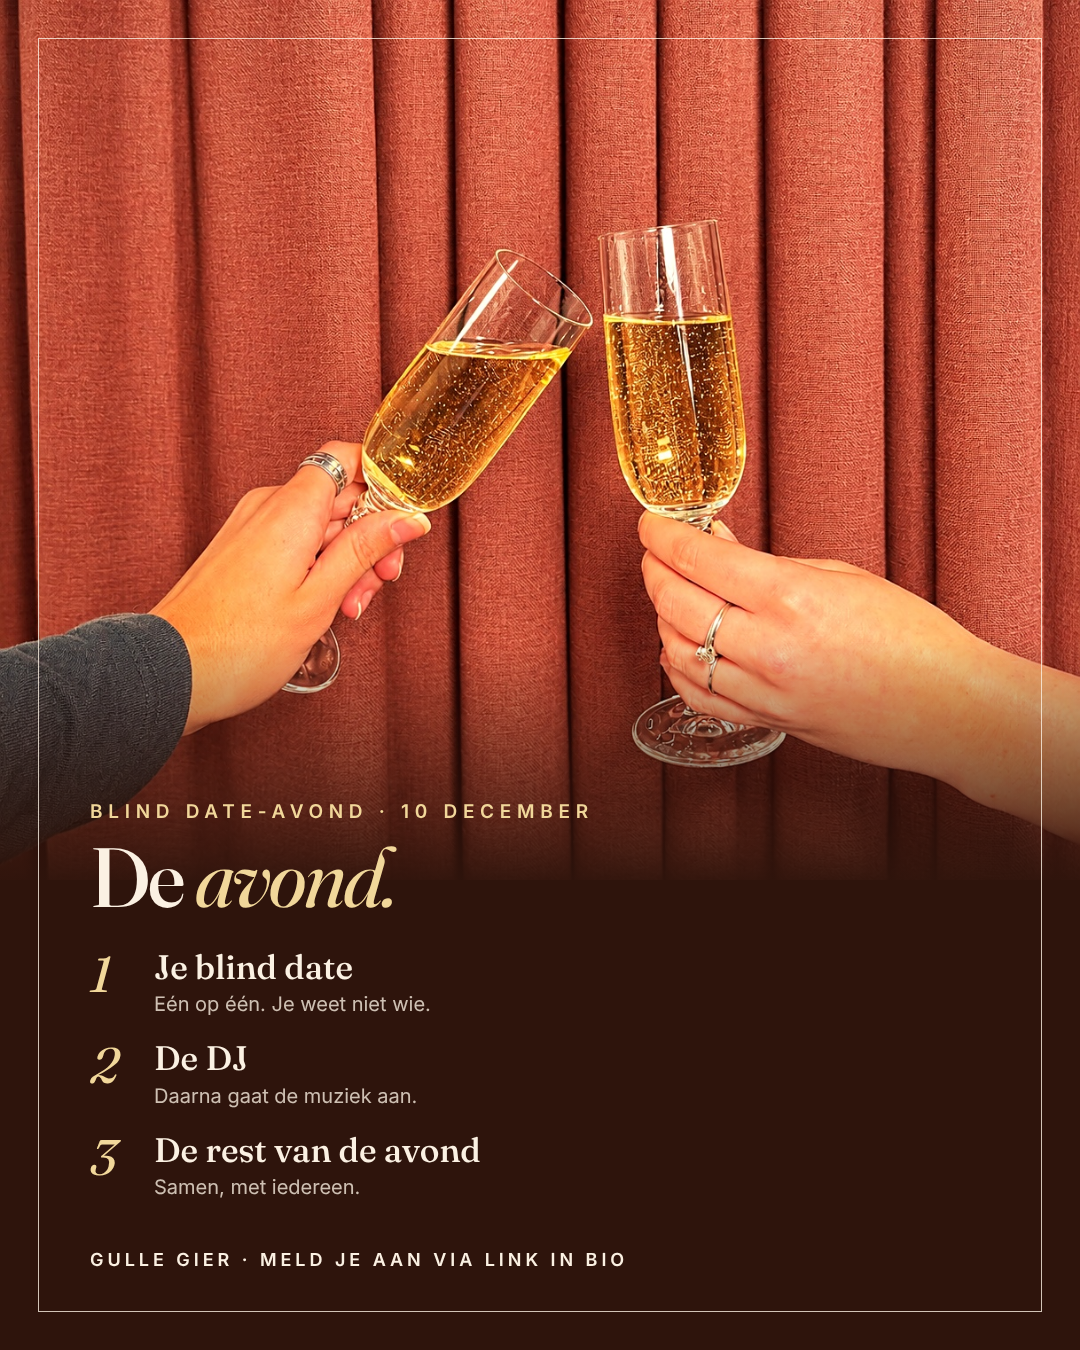 BLIND DATE-AVOND · 10 DECEMBER
De avond.
1 Je blind date
Eén op één. Je weet niet wie.
2 De DJ
Daarna gaat de muziek aan.
3 De rest van de avond
Samen, met iedereen.
GULLE GIER · MELD JE AAN VIA LINK IN BIO